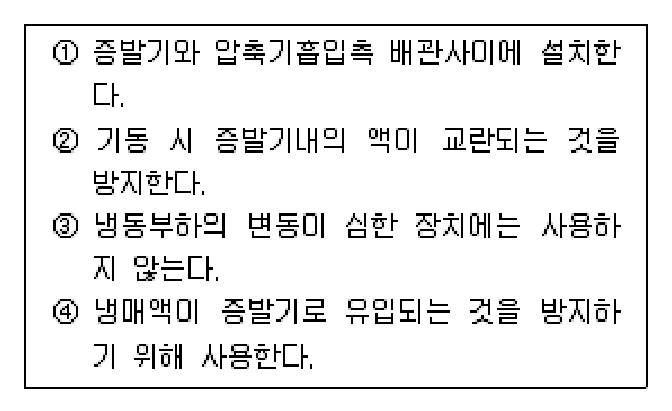 ① 증발기와 압축기흡입측 배관사이에 설치한
다.
② 기동 시 증발기내의 액이 교란되는 것을
방지한다.
③ 냉동부하의 변동이 심한 장치에는 사용하
지 않는다.
④ 냉매액이 증발기로 유입되는 것을 방지하
기 위해 사용한다.